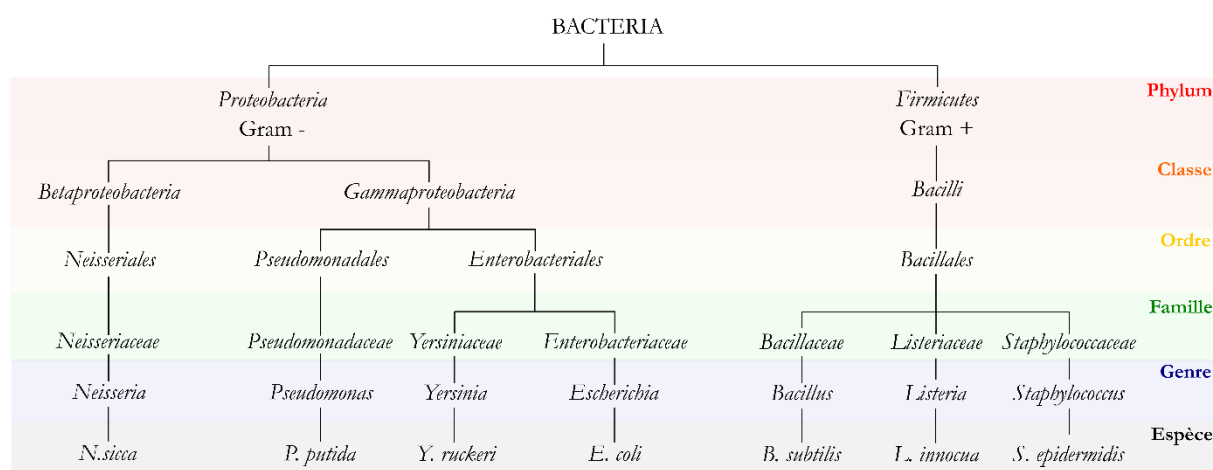 BACTERIA
Proteobacteria Firmicutes Phylum
Gram - Gram +
Betaproteobacteria Gammaproteobacteria Bacilli Classe
Neisseriales Pseudomonadales Enterobacteriales Bacillales Ordre
Famille
Neisseriaceae Pseudomonadaceae Yersiniaceae Enterobacteriaceae Bacillaceae Listeriaceae Staphylococcaceae
Neisseria Pseudomonas Yersinia Escherichia Bacillus Listeria Staphylococcus Genre
N.sicca P. putida Y. ruckeri E. coli B. subtilis L. innocua S. epidermidis Espèce